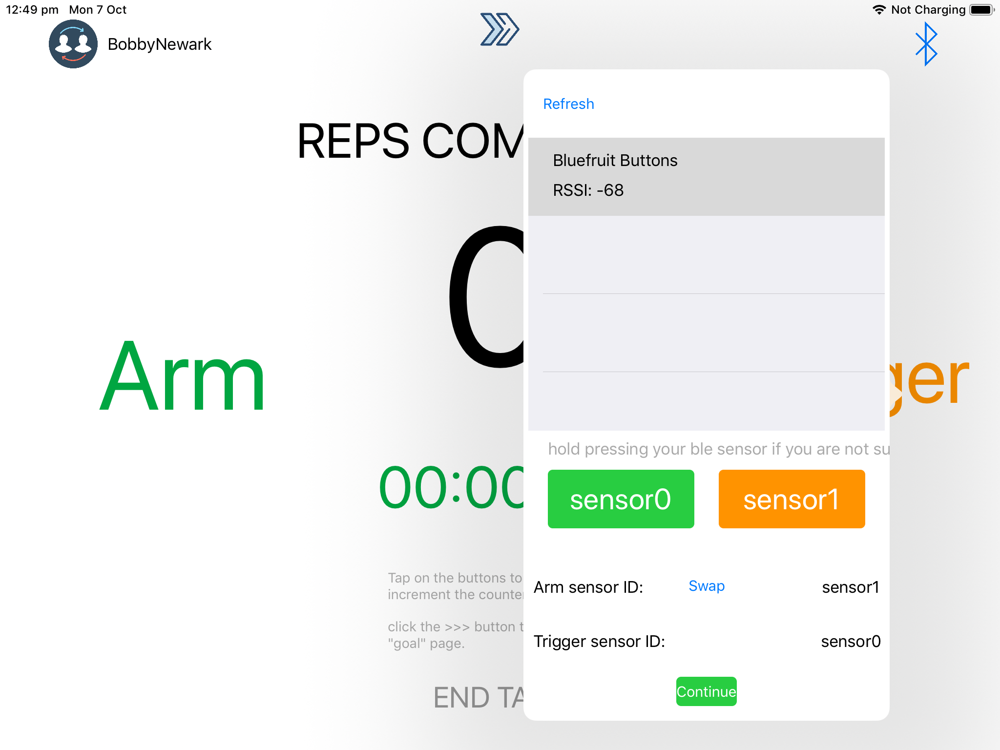 12:49 pm Mon 7 Oct
Not Charging
BobbyNewark
Refresh
REPS COM
Bluefruit Buttons
RSSI: -68
0
Arm
ger
hold pressing your ble sensor if you are not su
00:00
sensor0
sensor1
Tap on the buttons to
increment the counter
Arm sensor ID:
Swap
sensor1
click the >>> button t
"goal" page.
Trigger sensor ID:
sensor0
END TA
Continue